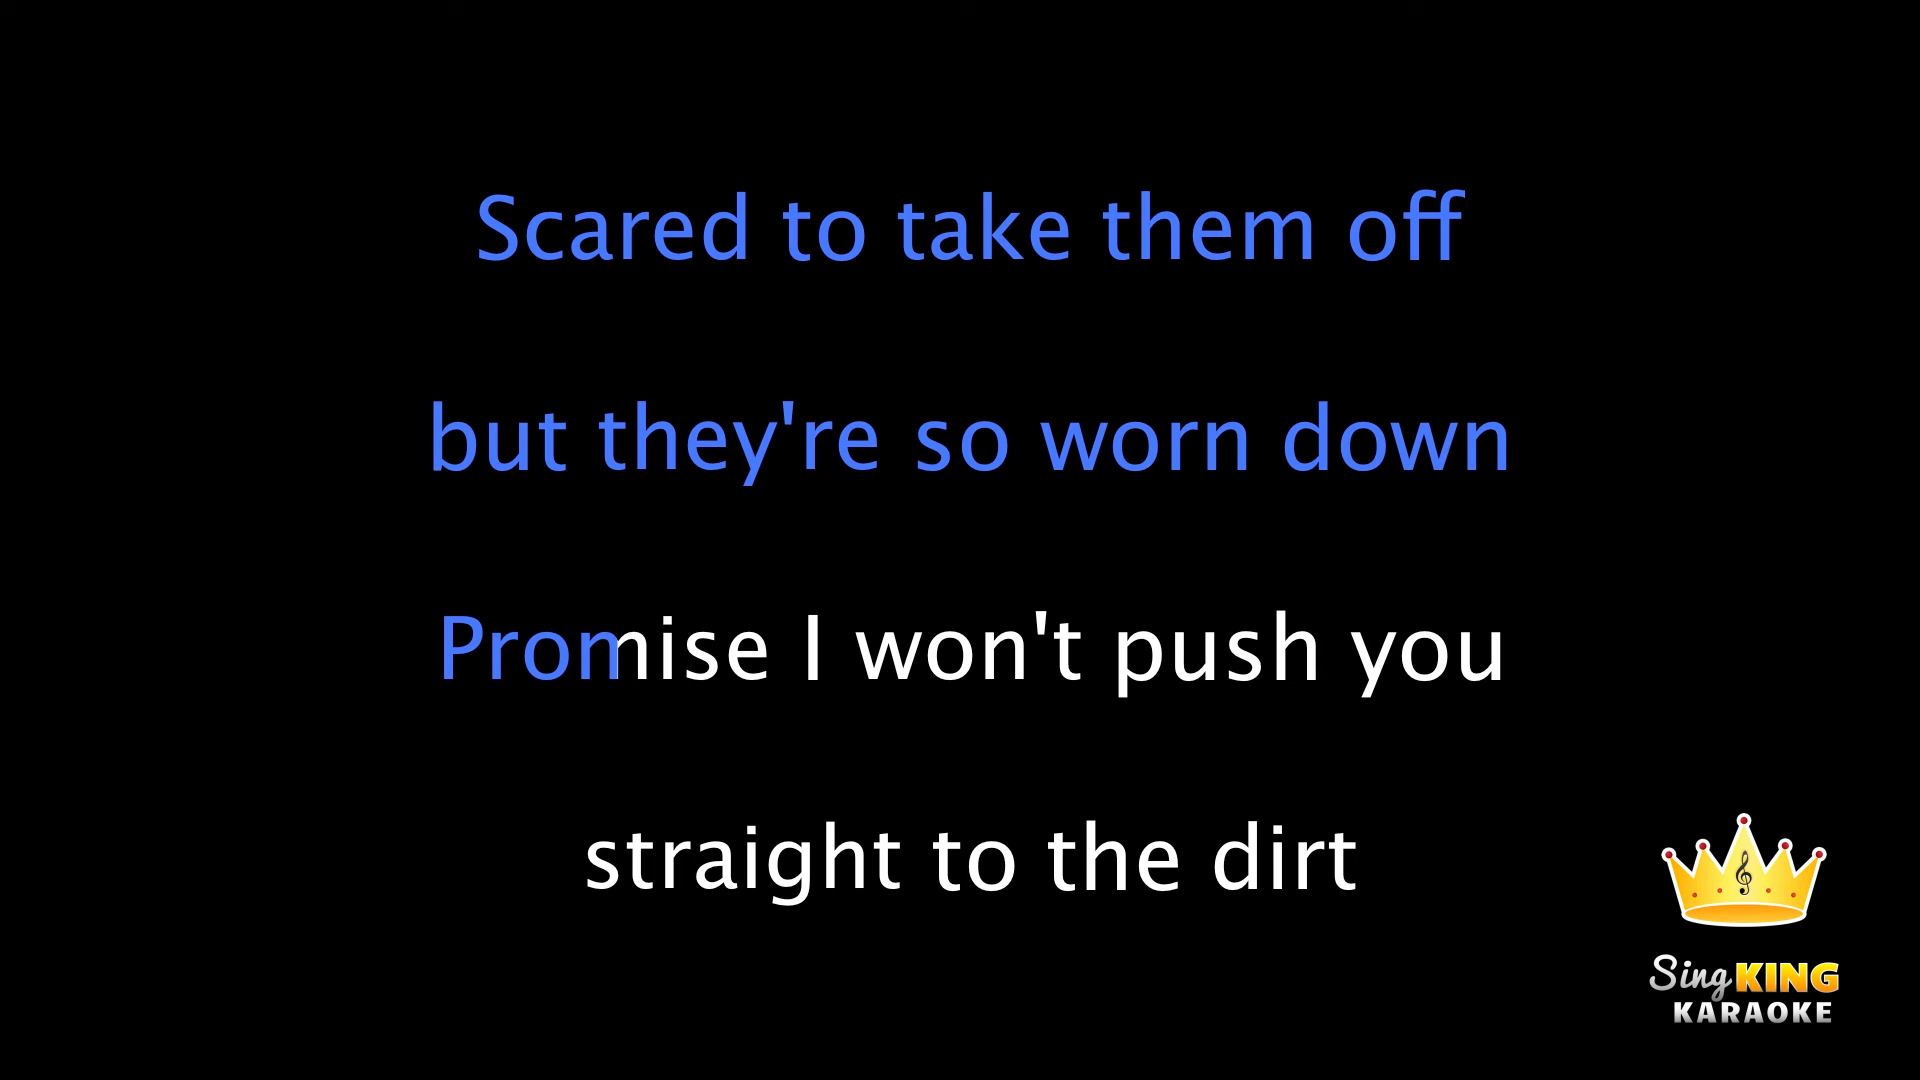 Scared to take them off
but they're so worn down
Promise I won't push you
straight to the dirt
Sing KING
KARAOKE